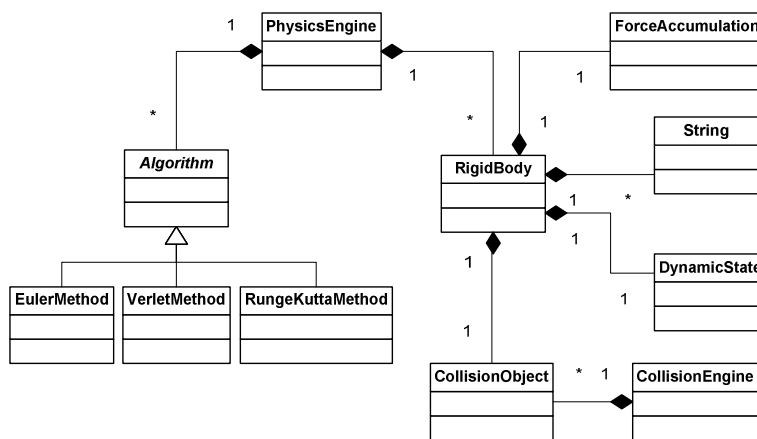 PhysicsEngine
ForceAccumulation
1
1
1
*
*
1
String
Algorithm
RigidBody
1
*
1
1
DynamicState
1
EulerMethod
VerletMethod
RungeKuttaMethod
1
CollisionObject
*
1
CollisionEngine